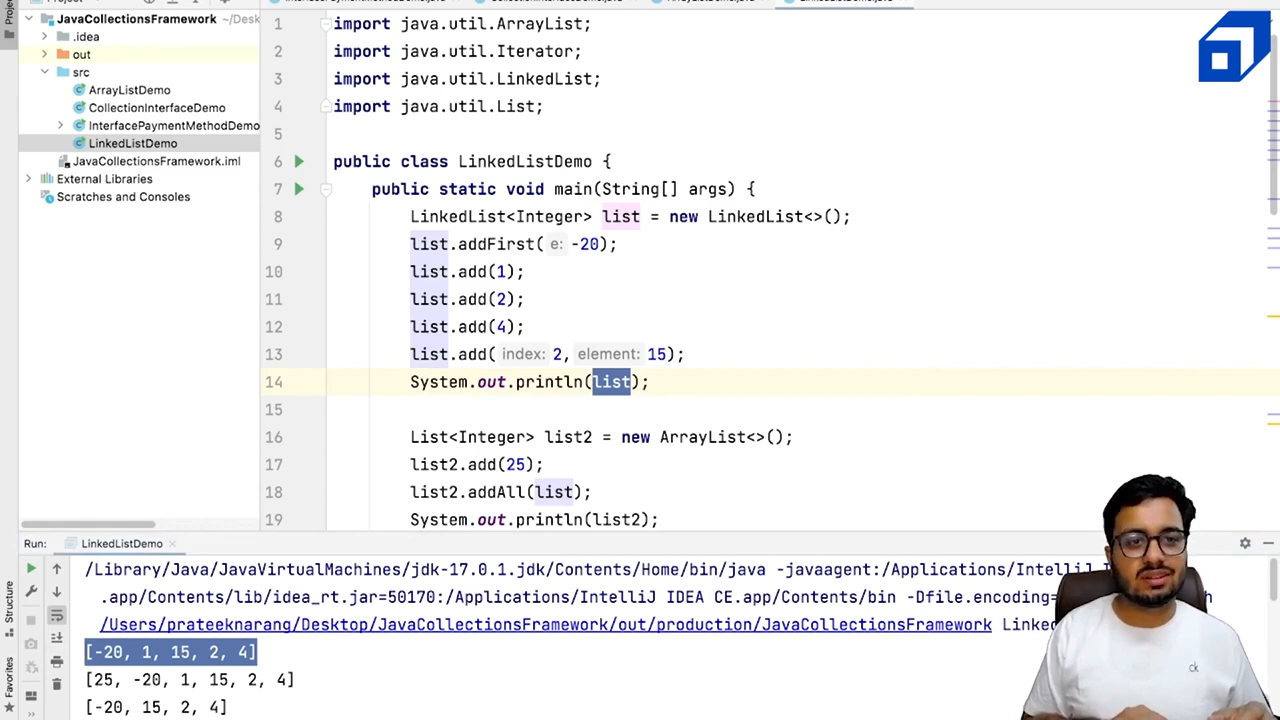 Project
JavaCollectionsFramework ~/Desk
.idea
out
src
ArrayListDemo
CollectionInterfaceDemo
InterfacePaymentMethodDemo
LinkedListDemo
JavaCollectionsFramework.iml
External Libraries
Scratches and Consoles
1 import java.util.ArrayList;
2 import java.util.Iterator;
3 import java.util.LinkedList;
4 import java.util.List;
5
6 public class LinkedListDemo {
7 public static void main(String[] args) {
8 LinkedList<Integer> list = new LinkedList<>();
9 list.addFirst( e: -20);
10 list.add(1);
11 list.add(2);
12 list.add(4);
13 list.add( index: 2, element: 15);
14 System.out.println(list);
15
16 List<Integer> list2 = new ArrayList<>();
17 list2.add(25);
18 list2.addAll(list);
19 System.out.println(list2);
Run: LinkedListDemo
/Library/Java/JavaVirtualMachines/jdk-17.0.1.jdk/Contents/Home/bin/java -javaagent:/Applications/IntelliJ
.app/Contents/lib/idea_rt.jar=50170:/Applications/IntelliJ IDEA CE.app/Contents/bin -Dfile.encoding=
/Users/prateeknarang/Desktop/JavaCollectionsFramework/out/production/JavaCollectionsFramework
[-20, 1, 15, 2, 4]
[25, -20, 1, 15, 2, 4]
[-20, 15, 2, 4]
Structure
Favorites
ck